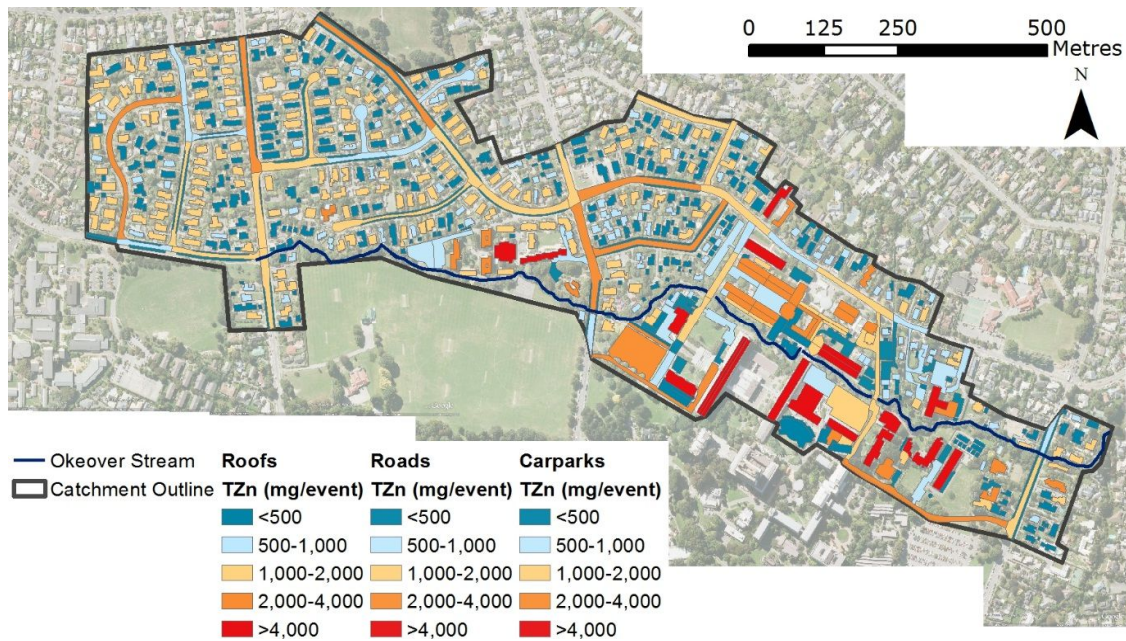 0 125 250 500
Metres
N
Okeover Stream
Catchment Outline
Roofs
TZn (mg/event)
<500
500-1,000
1,000-2,000
2,000-4,000
>4,000
Roads
TZn (mg/event)
<500
500-1,000
1,000-2,000
2,000-4,000
>4,000
Carparks
TZn (mg/event)
<500
500-1,000
1,000-2,000
2,000-4,000
>4,000
Google